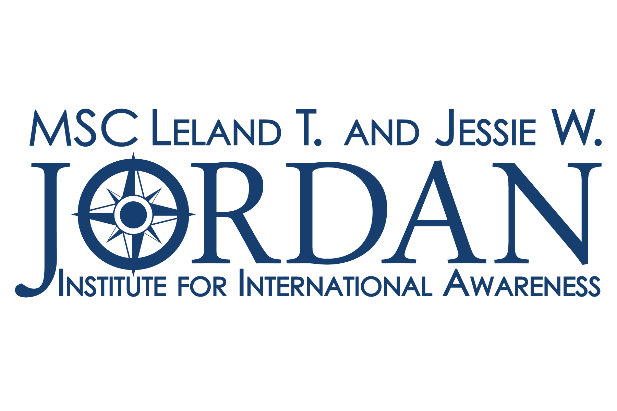 MSC LELAND T. AND JESSIE W.
JORDAN
INSTITUTE FOR INTERNATIONAL AWARENESS